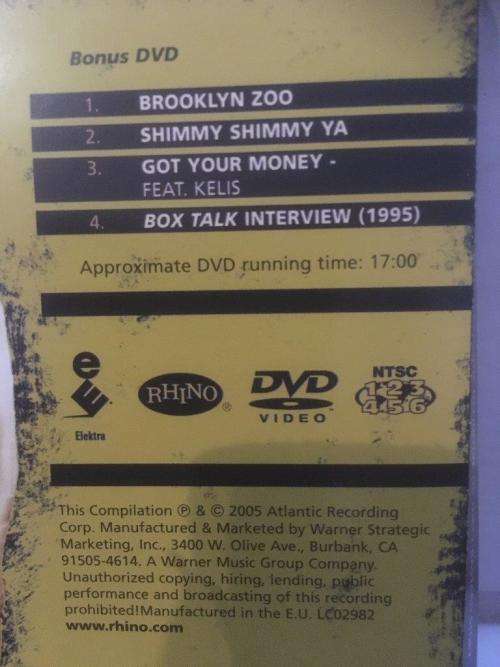 Bonus DVD
1. BROOKLYN ZOO
2. SHIMMY SHIMMY YA
3. GOT YOUR MONEY -
FEAT. KELIS
4. BOX TALK INTERVIEW (1995)
Approximate DVD running time: 17:00
e
Elektra
RHINO ®
DVD
VIDEO™
NTSC
1 2 3
4 5 6
This Compilation ℗ & © 2005 Atlantic Recording
Corp. Manufactured & Marketed by Warner Strategic
Marketing, Inc., 3400 W. Olive Ave., Burbank, CA
91505-4614. A Warner Music Group Company.
Unauthorized copying, hiring, lending, public
performance and broadcasting of this recording
prohibited!Manufactured in the E.U. LC02982
www.rhino.com